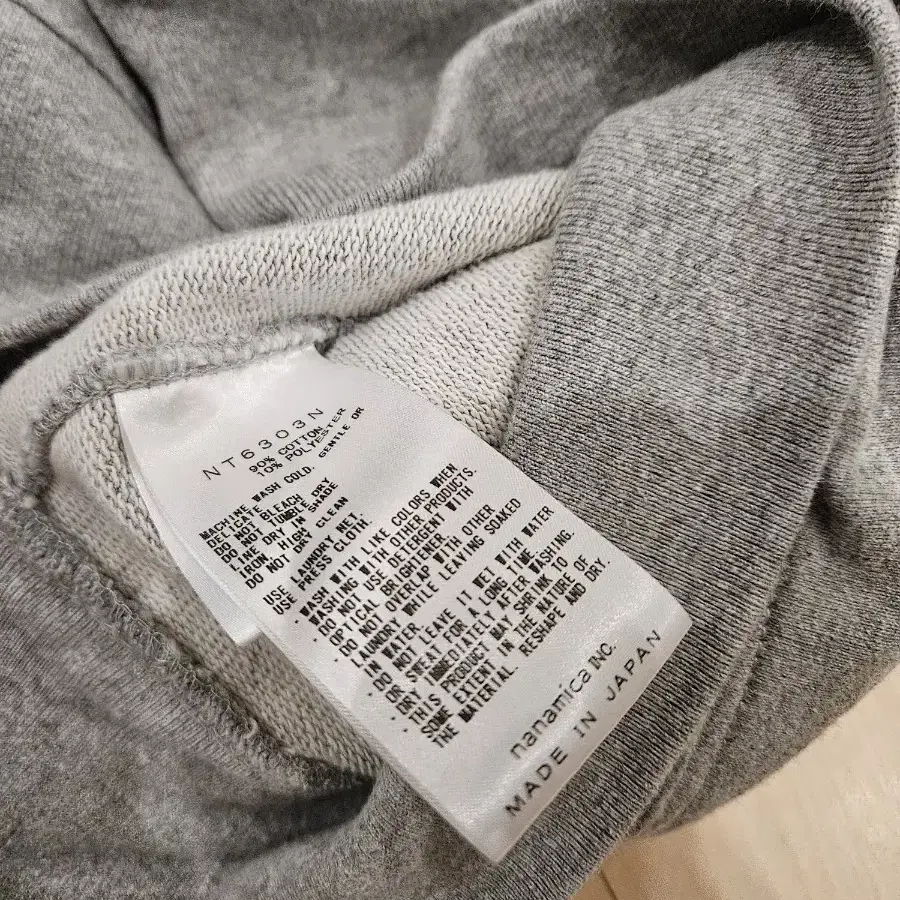 NT6303N
90% COTTON
10% POLYESTER
MACHINE WASH COLD. GENTLE OR
DELICATE
DO NOT BLEACH
DO NOT TUMBLE DRY
LINE DRY IN SHADE
IRON, HIGH
DO NOT DRY CLEAN
USE LAUNDRY NET.
USE PRESS CLOTH.
・WASH WITH LIKE COLORS WHEN
WASHING WITH OTHER PRODUCTS.
・DO NOT USE DETERGENT WITH
OPTICAL BRIGHTENER.
・DO NOT OVERLAP WITH OTHER
LAUNDRY WHILE LEAVING SOAKED
IN WATER.
・DO NOT LEAVE IT WET WITH WATER
OR SWEAT FOR A LONG TIME.
・DRY IMMEDIATELY AFTER WASHING.
・THIS PRODUCT MAY SHRINK TO
SOME EXTENT IN THE NATURE OF
THE MATERIAL. RESHAPE AND DRY.
nanamica INC.
MADE IN JAPAN